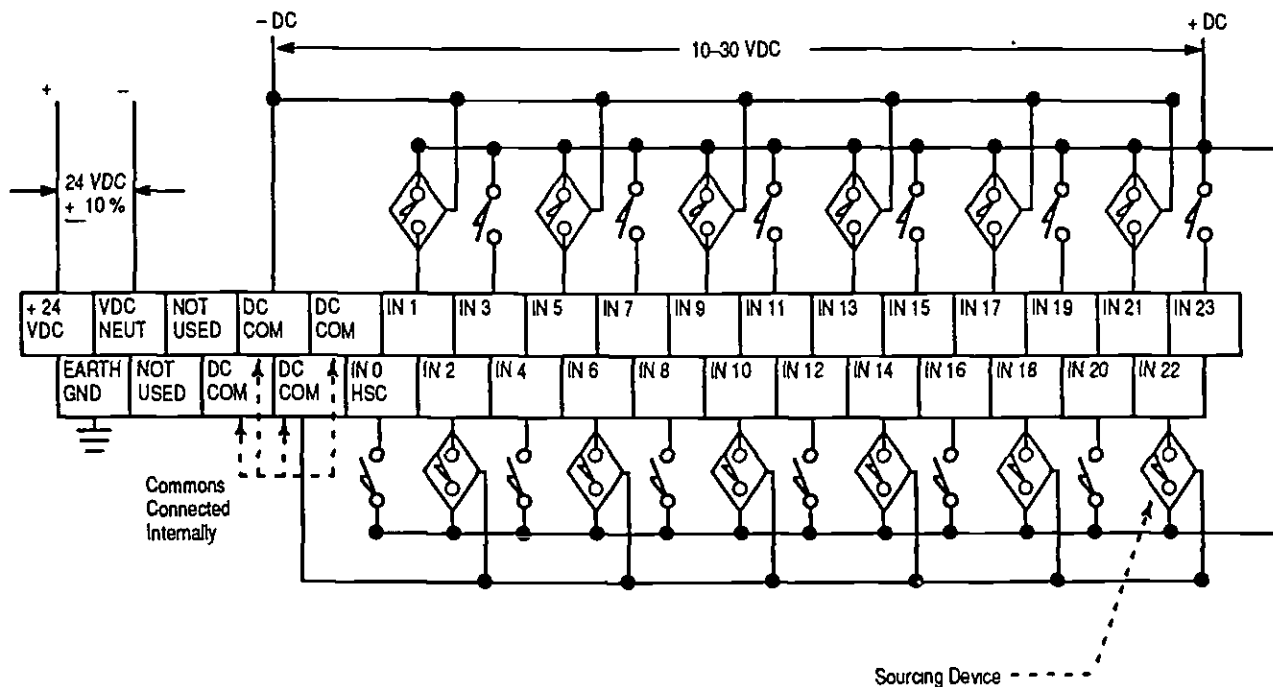 – DC
+ DC
10–30 VDC
+
–
24 VDC
± 10 %
+ 24
VDC
VDC
NEUT
NOT
USED
DC
COM
DC
COM
IN 1
IN 3
IN 5
IN 7
IN 9
IN 11
IN 13
IN 15
IN 17
IN 19
IN 21
IN 23
EARTH
GND
NOT
USED
DC
COM
DC
COM
IN 0
HSC
IN 2
IN 4
IN 6
IN 8
IN 10
IN 12
IN 14
IN 16
IN 18
IN 20
IN 22
Commons
Connected
Internally
Sourcing Device